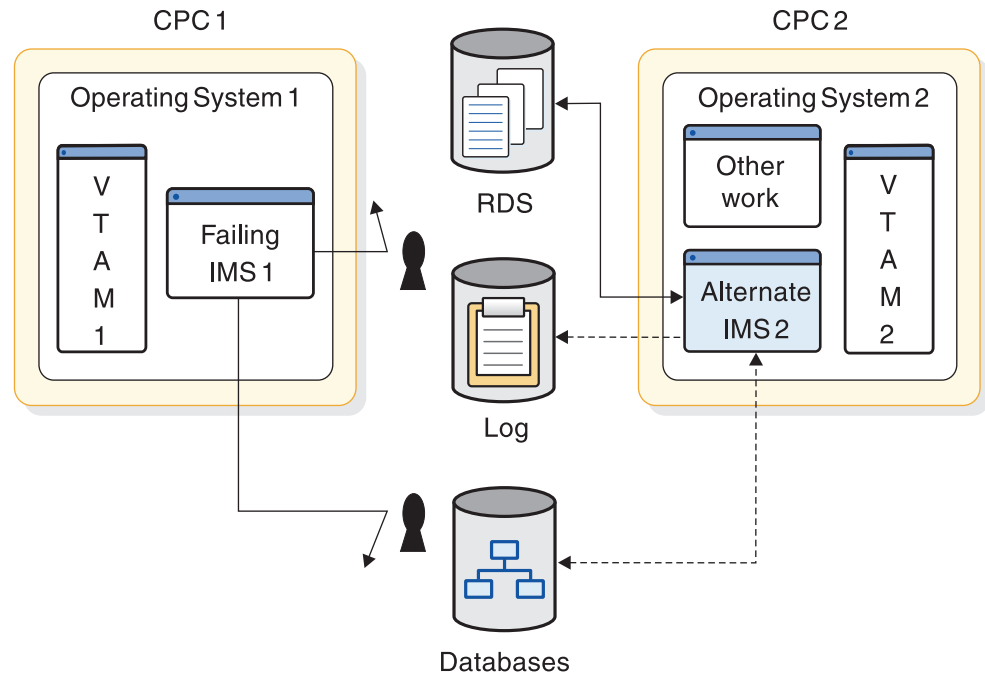 CPC 1
Operating System 1
V
T
A
M
1
Failing
IMS 1
RDS
Log
Databases
CPC 2
Operating System 2
Other
work
Alternate
IMS 2
V
T
A
M
2